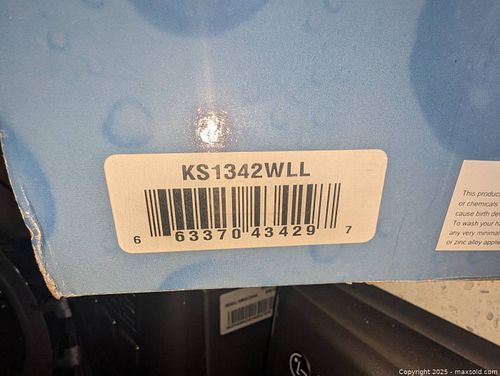 KS1342WLL
6 63370 43429 7
This produc
or chemicals
cause birth de
To wash your h
any very minimal
or zinc alloy applie
Copyright 2025 - maxsold.com